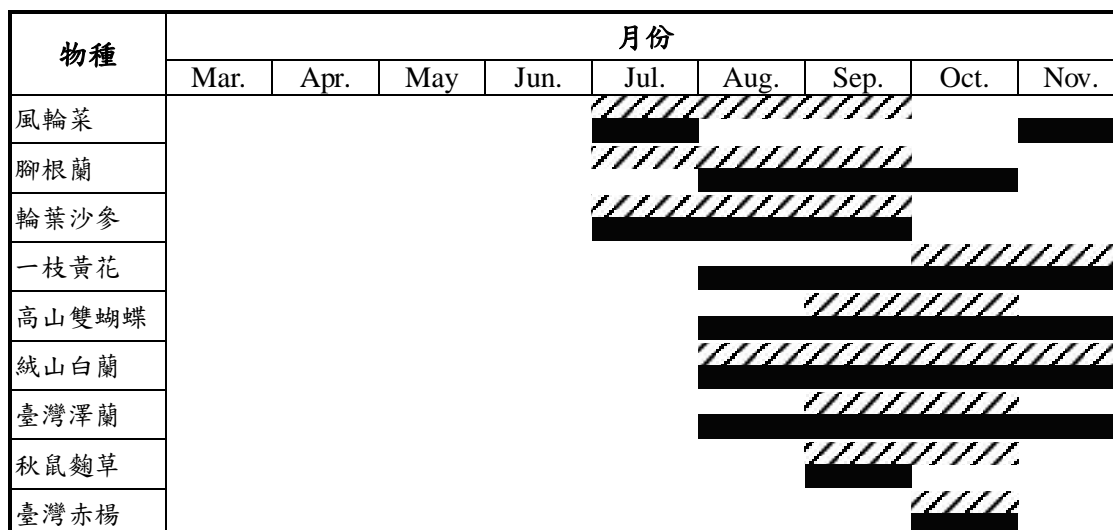 物種 月份
Mar. Apr. May Jun. Jul. Aug. Sep. Oct. Nov.
風輪菜
腳根蘭
輪葉沙參
一枝黃花
高山雙蝴蝶
絨山白蘭
臺灣澤蘭
秋鼠麴草
臺灣赤楊